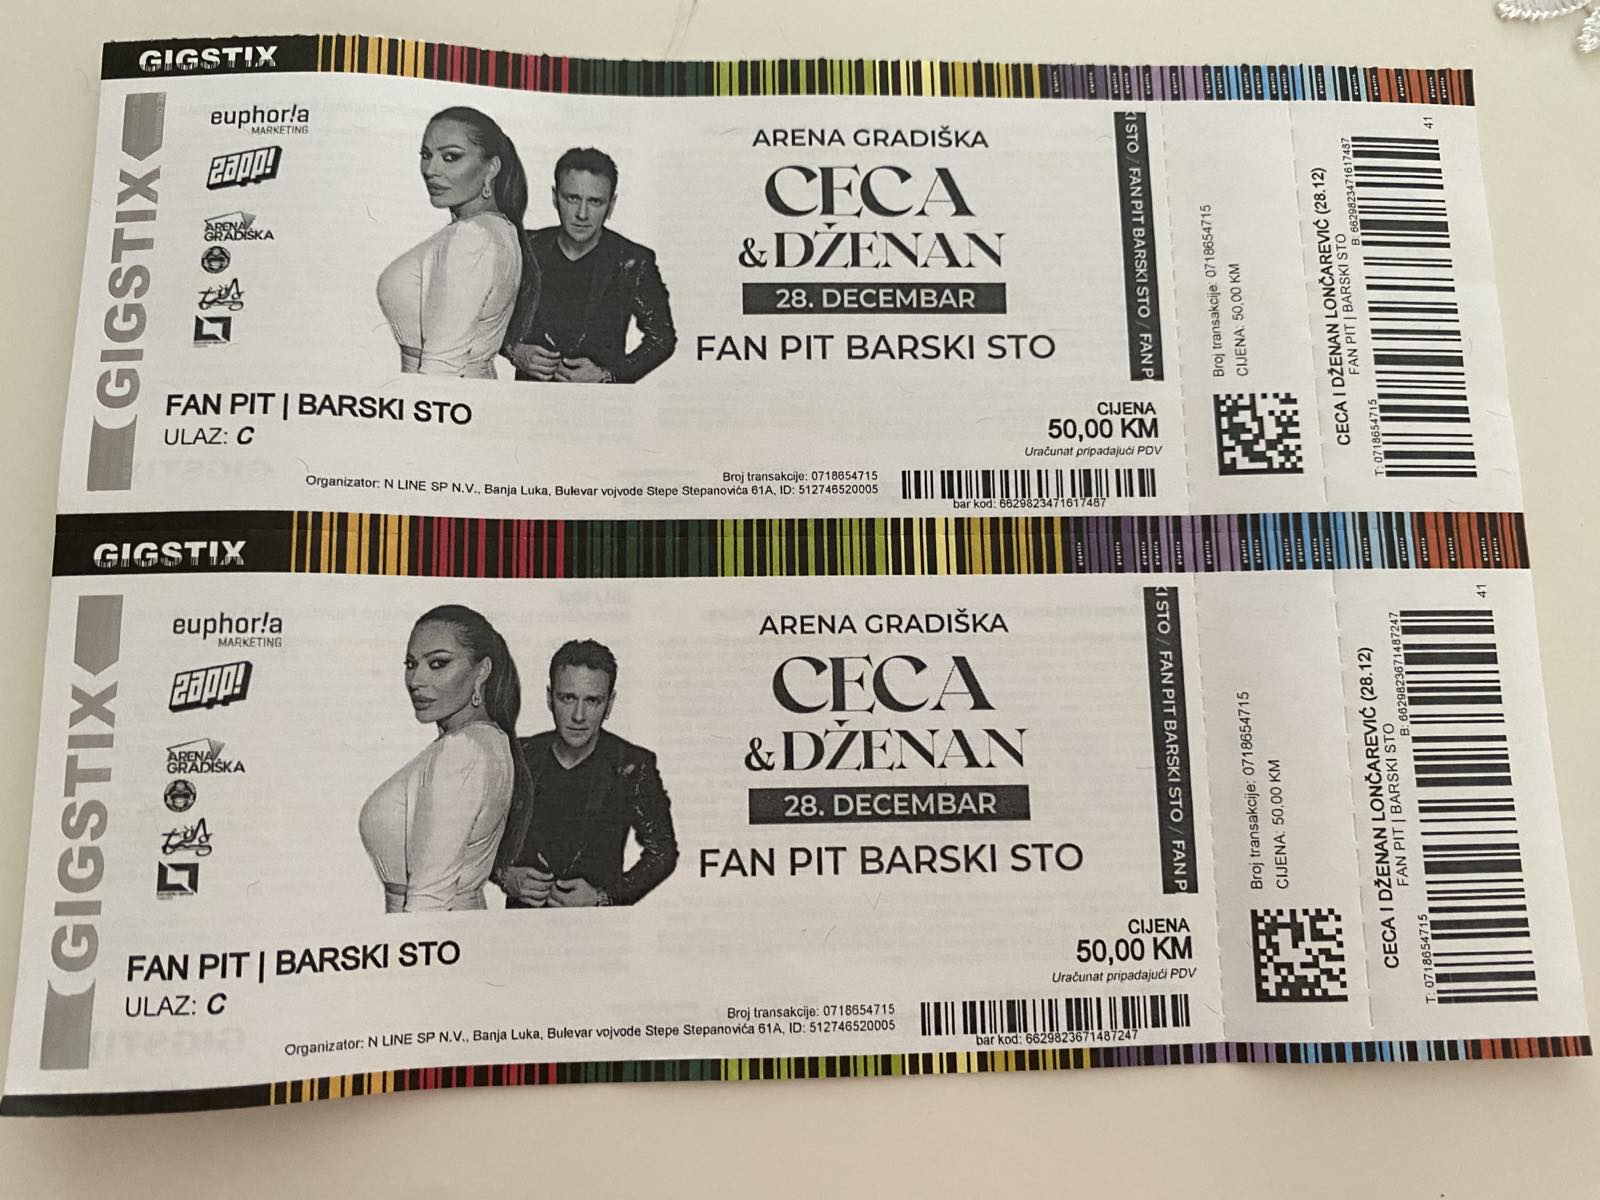 GIGSTIX
GIGSTIX
euphor!a
MARKETING
zapp!
ARENA
GRADIŠKA
ARENA GRADIŠKA
CECA
& DŽENAN
28. DECEMBAR
FAN PIT BARSKI STO
FAN PIT | BARSKI STO
ULAZ: C
CIJENA
50,00 KM
Uračunat pripadajući PDV
Broj transakcije: 0718654715
Organizator: N LINE SP N.V., Banja Luka, Bulevar vojvode Stepe Stepanovića 61A, ID: 512746520005
bar kod: 6629823471617487
KI STO / FAN PIT BARSKI STO / FAN P
Broj transakcije: 0718654715
CIJENA: 50,00 KM
CECA I DŽENAN LONČAREVIĆ (28.12)
FAN PIT | BARSKI STO
B: 6629823471617487
T: 0718654715
41
GIGSTIX
GIGSTIX
euphor!a
MARKETING
zapp!
ARENA
GRADIŠKA
ARENA GRADIŠKA
CECA
& DŽENAN
28. DECEMBAR
FAN PIT BARSKI STO
FAN PIT | BARSKI STO
ULAZ: C
CIJENA
50,00 KM
Uračunat pripadajući PDV
Broj transakcije: 0718654715
Organizator: N LINE SP N.V., Banja Luka, Bulevar vojvode Stepe Stepanovića 61A, ID: 512746520005
bar kod: 6629823671487247
KI STO / FAN PIT BARSKI STO / FAN P
Broj transakcije: 0718654715
CIJENA: 50,00 KM
CECA I DŽENAN LONČAREVIĆ (28.12)
FAN PIT | BARSKI STO
B: 6629823671487247
T: 0718654715
41